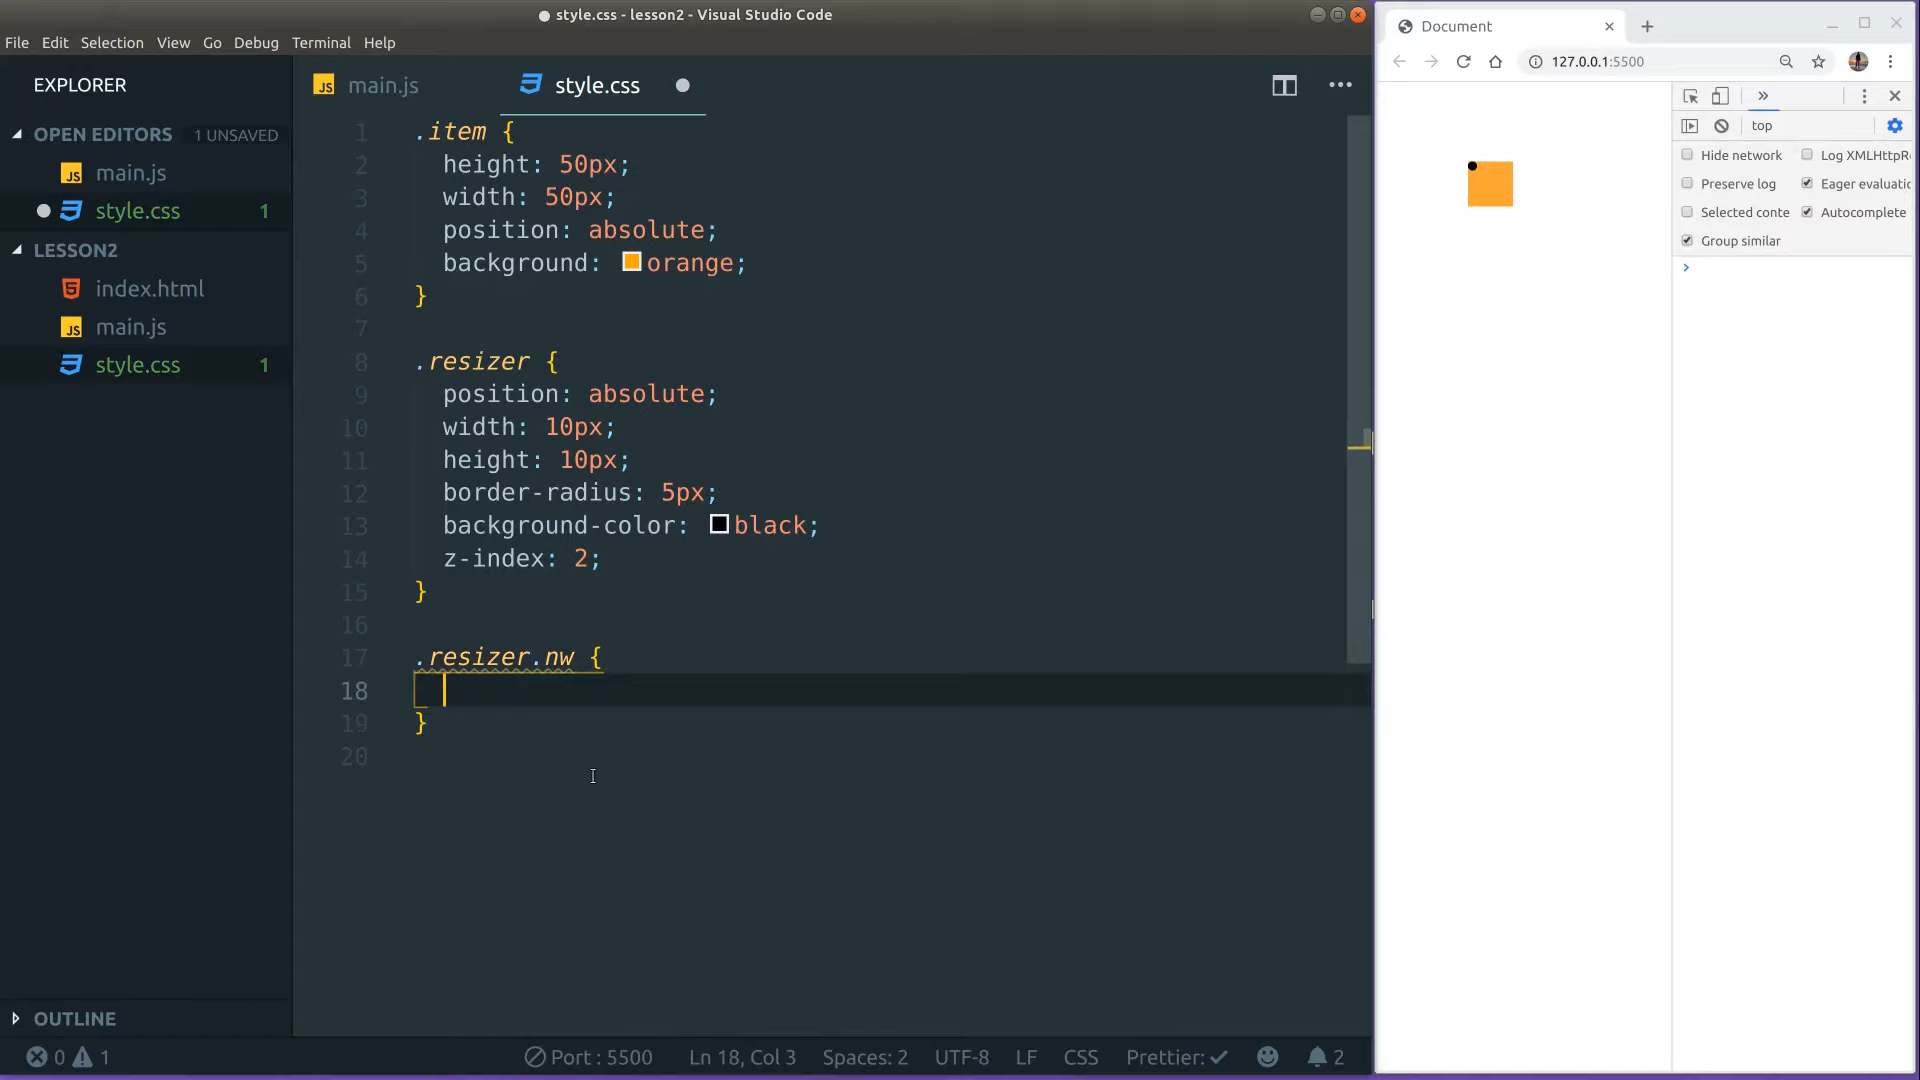 style.css - lesson2 - Visual Studio Code
File Edit Selection View Go Debug Terminal Help
EXPLORER
OPEN EDITORS 1 UNSAVED
main.js
style.css 1
LESSON2
index.html
main.js
style.css 1
OUTLINE
main.js style.css
1 .item {
2 height: 50px;
3 width: 50px;
4 position: absolute;
5 background: orange;
6 }
7
8 .resizer {
9 position: absolute;
10 width: 10px;
11 height: 10px;
12 border-radius: 5px;
13 background-color: black;
14 z-index: 2;
15 }
16
17 .resizer.nw {
18
19 }
20
0 1 Port : 5500 Ln 18, Col 3 Spaces: 2 UTF-8 LF CSS Prettier: 2
Document
127.0.0.1:5500
top
Hide network Log XMLHttpRe
Preserve log Eager evaluatio
Selected conte Autocomplete
Group similar